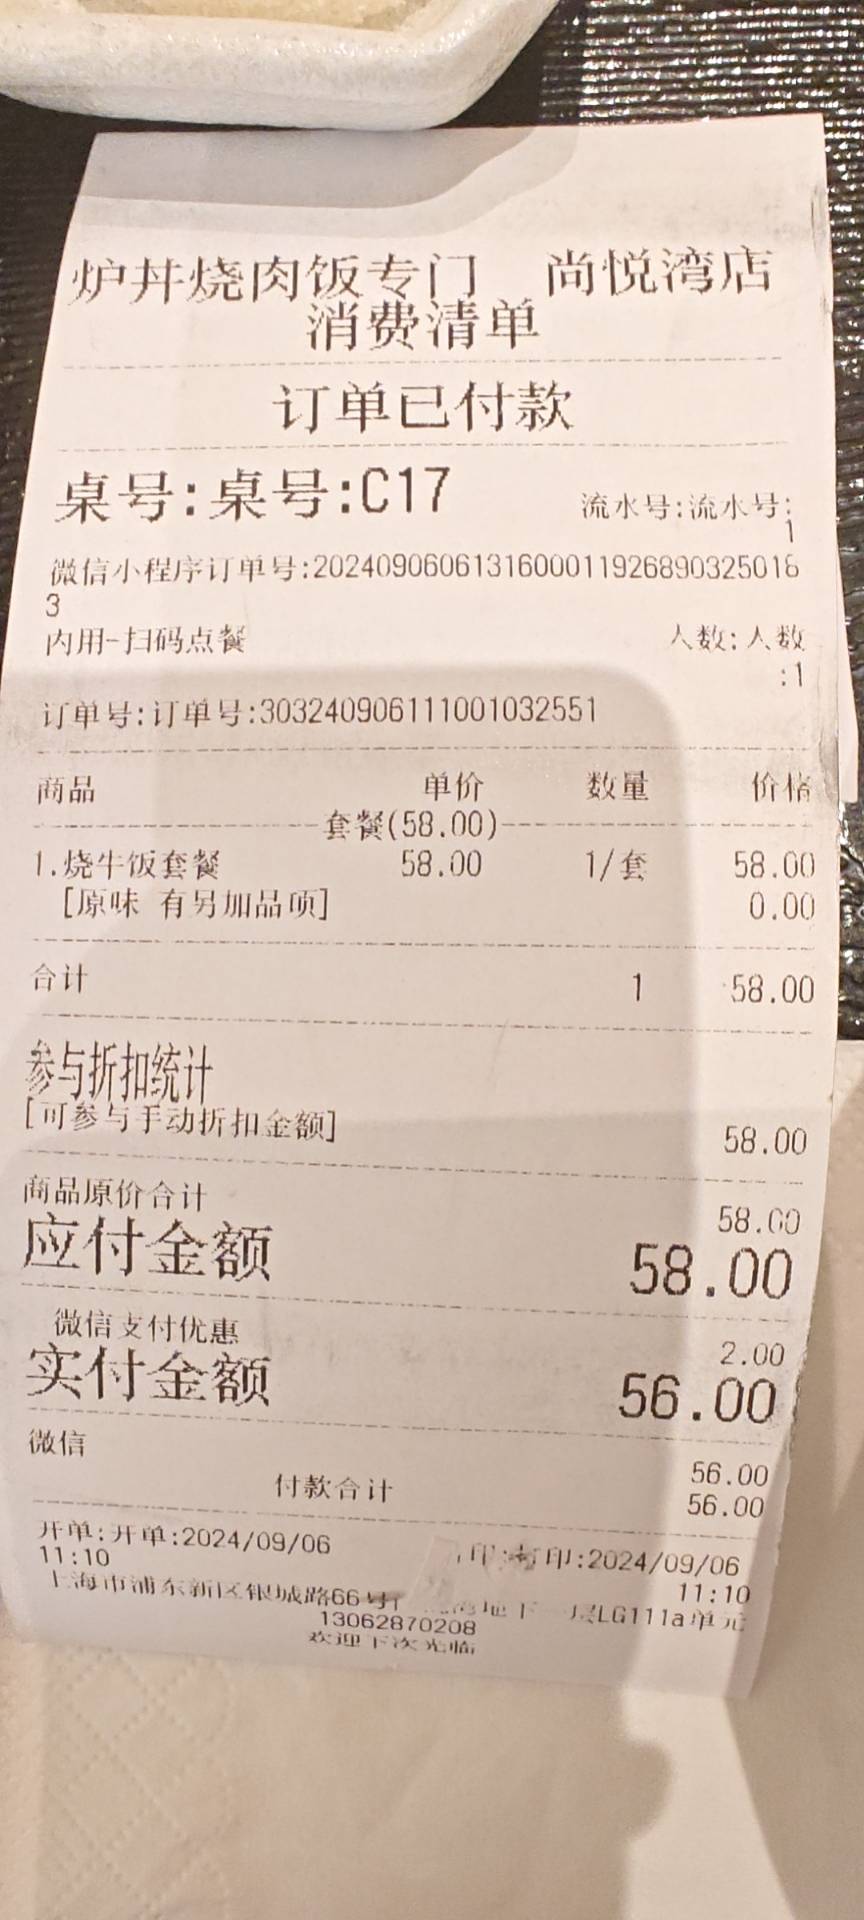 炉丼烧肉饭专门 尚悦湾店
消费清单
订单已付款
桌号:桌号:C17 流水号:流水号:
1
微信小程序订单号:202409060613160001192689032501​8
3
内用-扫码点餐 人数:人数
:1
订单号:订单号:303240906111001032551
商品 单价 数量 价格
套餐(58.00)
1.烧牛饭套餐 58.00 1/套 58.00
[原味 有另加品项] 0.00
合计 1 58.00
参与折扣统计
[可参与手动折扣金额] 58.00
商品原价合计 58.00
应付金额 58.00
微信支付优惠 2.00
实付金额 56.00
微信 56.00
付款合计 56.00
开单:开单:2024/09/06 印:打印:2024/09/06
11:10 11:10
上海市浦东新区银城路66号 地下一层LG111a单元
13062870208
欢迎下次光临